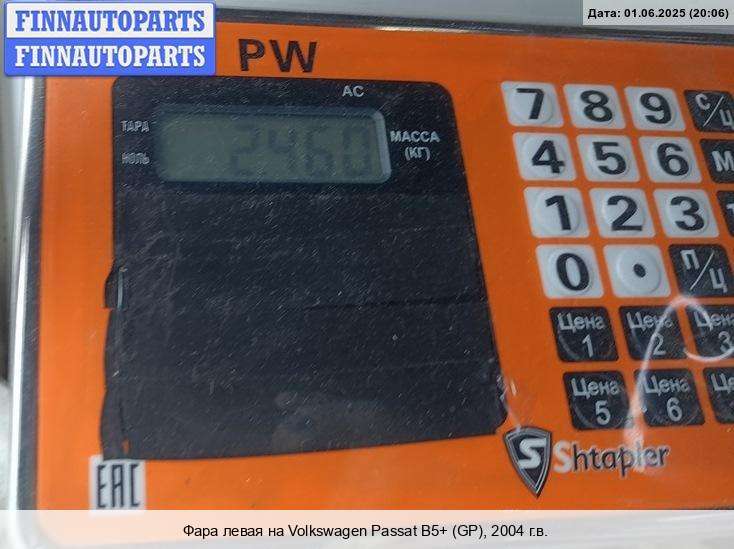 FINNAUTOPARTS
FINNAUTOPARTS
Дата: 01.06.2025 (20:06)
PW
AC
ТАРА
НОЛЬ
МАССА
(КГ)
7 8 9 С/Ц
4 5 6 М
1 2 3
0 . П/Ц
Цена 1 Цена 2 Цена 3
Цена 5 Цена 6
S Shtapler
EAC
Фара левая на Volkswagen Passat B5+ (GP), 2004 г.в.